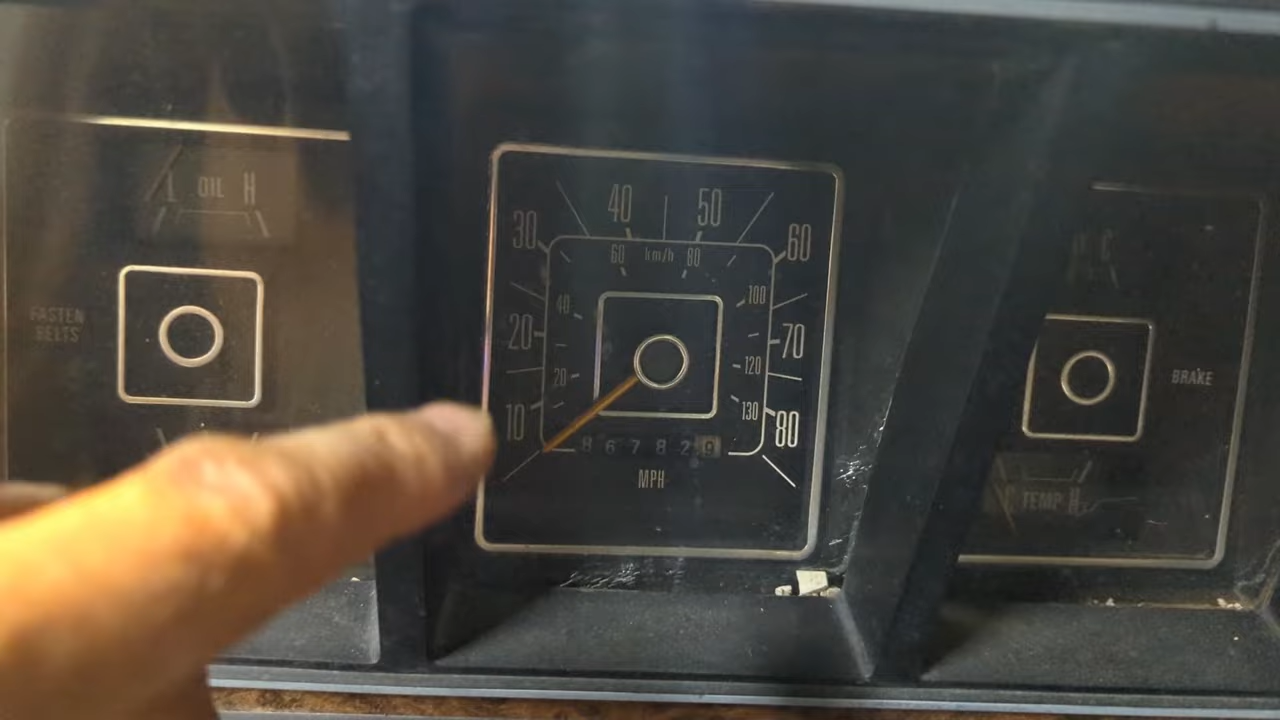 L OIL H
FASTEN
BELTS
40 50
30 60
60 km/h 80
40 100
20 70
20 120
10 130 80
8 6 7 8 2 9
MPH
BRAKE
TEMP H